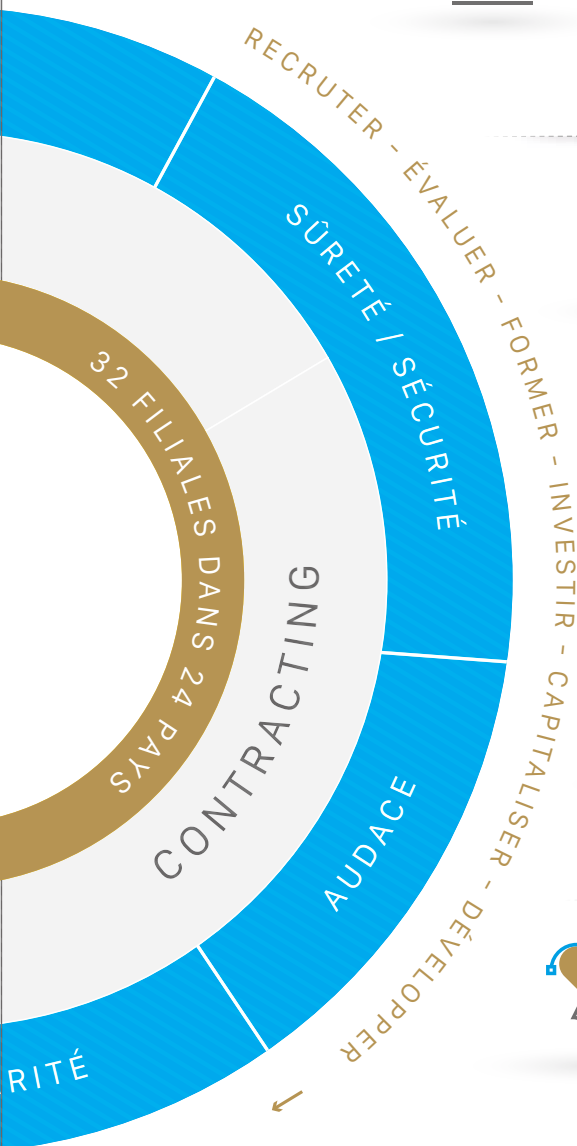 RECRUTER - ÉVALUER - FORMER - INVESTIR - CAPITALISER - DÉVELOPPER
SÛRETÉ / SÉCURITÉ
32 FILIALES DANS 24 PAYS
CONTRACTING
AUDACE
RITÉ